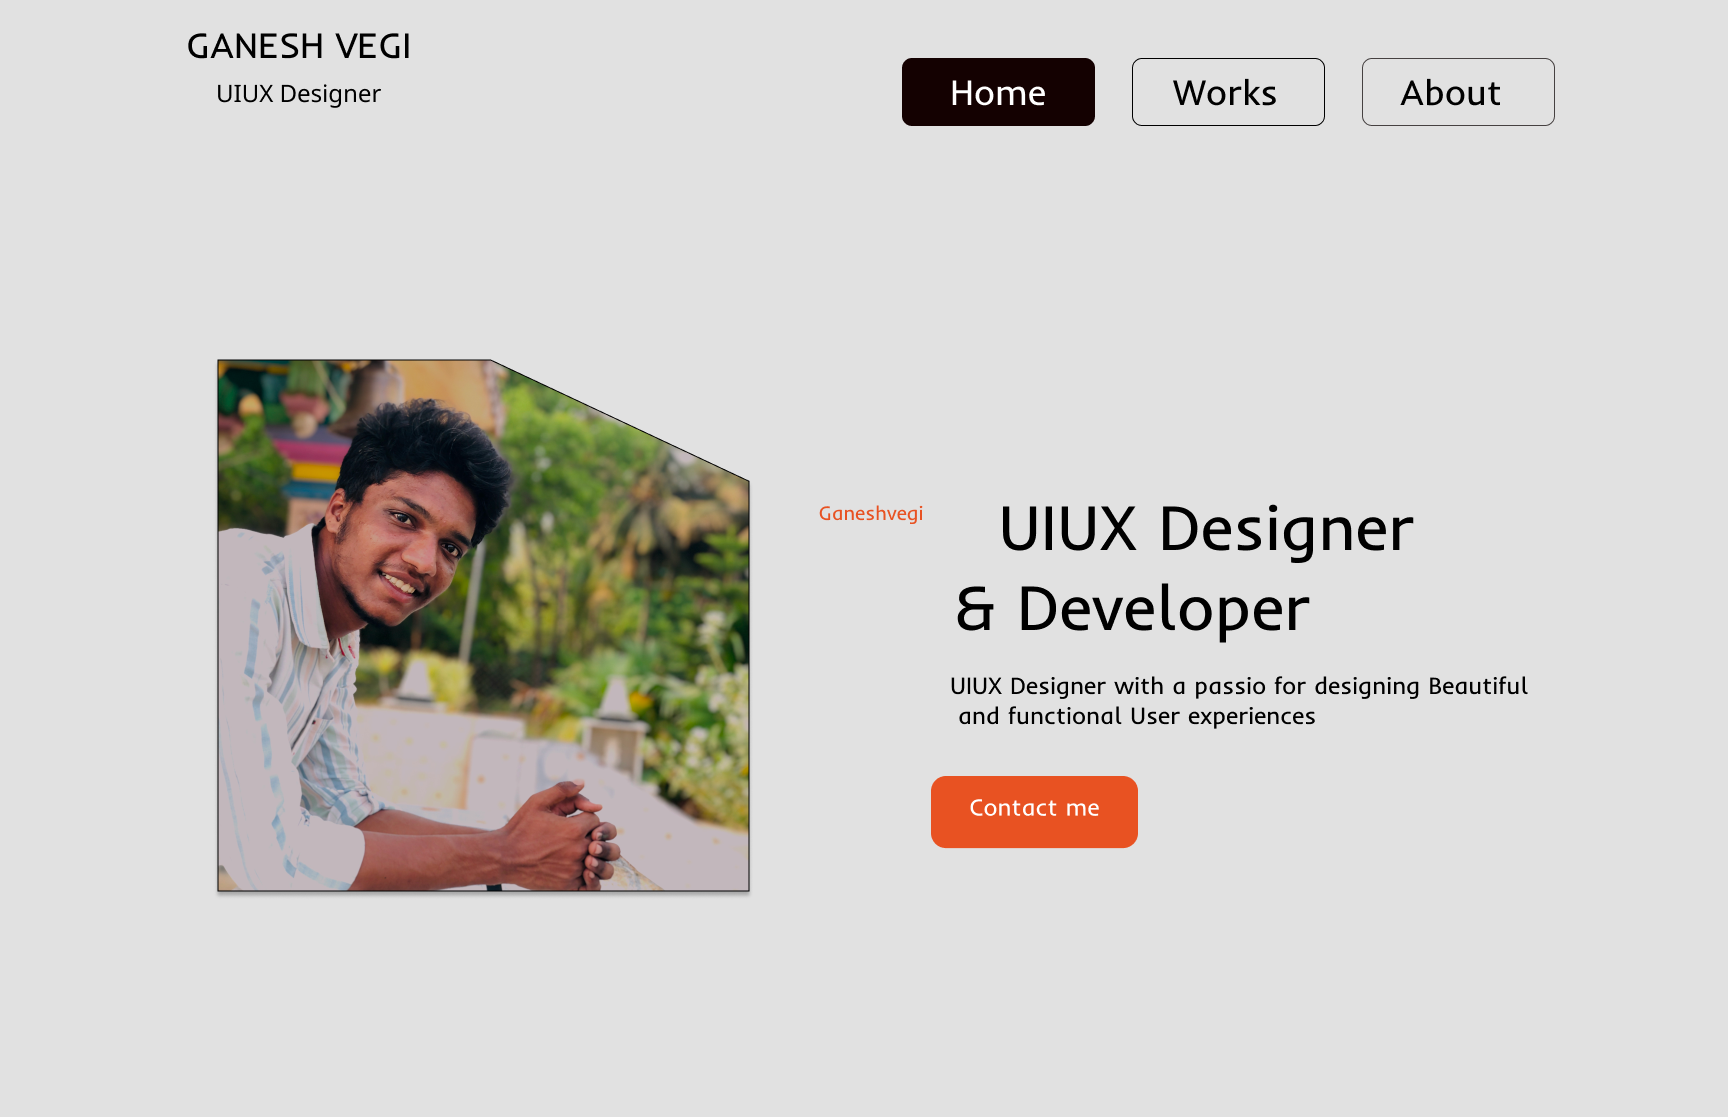 GANESH VEGI
UIUX Designer
Home
Works
About
Ganeshvegi
UIUX Designer
& Developer
UIUX Designer with a passio for designing Beautiful
and functional User experiences
Contact me